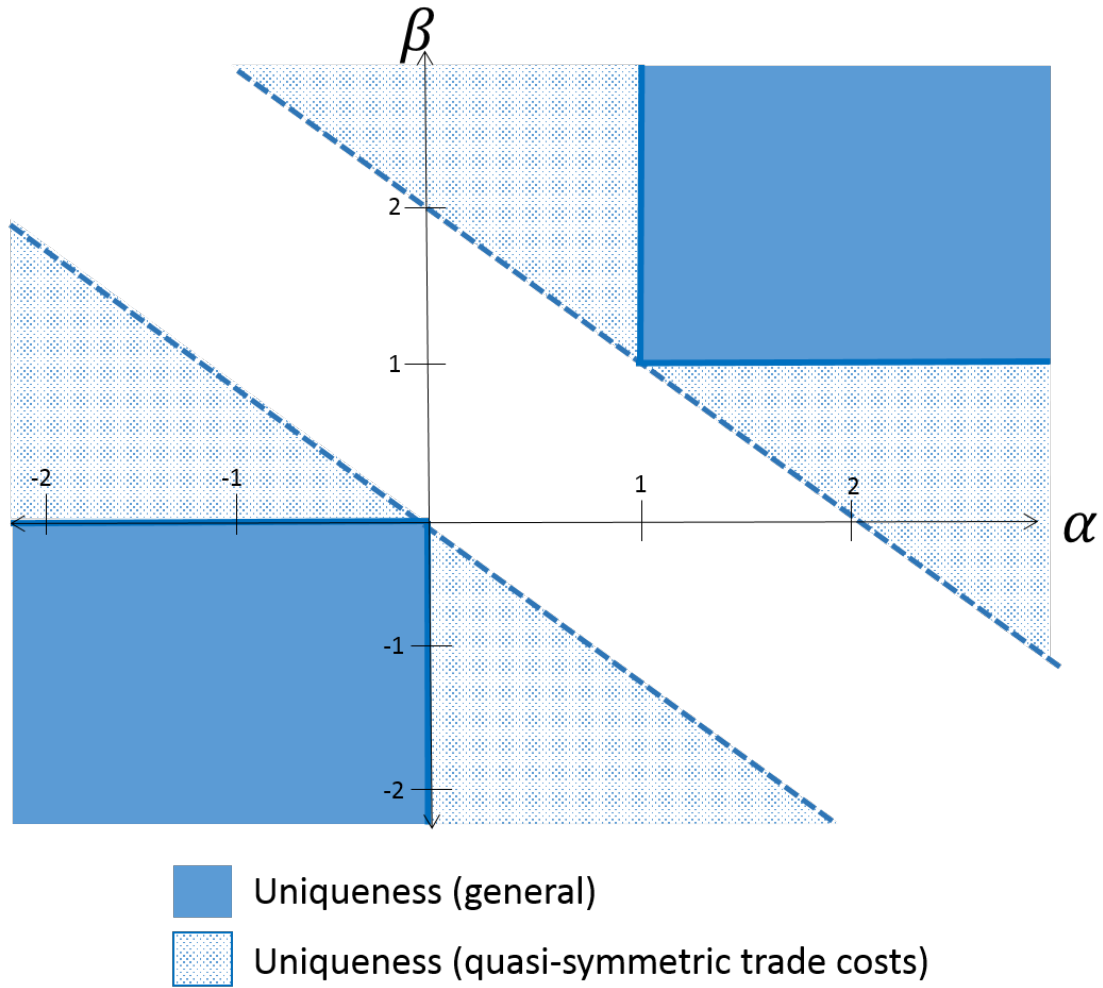 β
2
1
-2
-1
1
2
α
-1
-2
Uniqueness (general)
Uniqueness (quasi-symmetric trade costs)